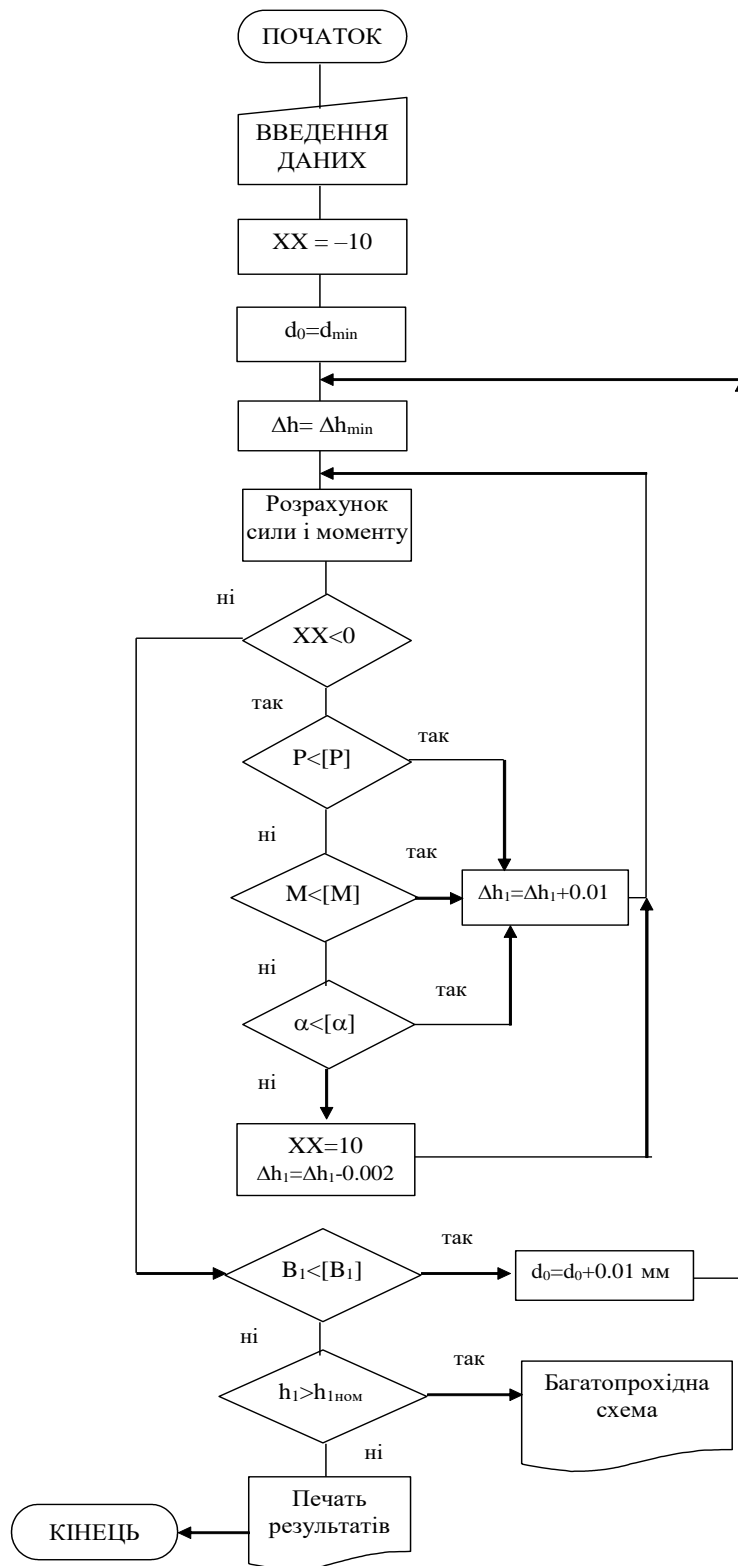 ПОЧАТОК
ВВЕДЕННЯ
ДАНИХ
XX = –10
d₀=d_min
Δh= Δh_min
Розрахунок
сили і моменту
ні
XX<0
так
P<[P]
так
ні
M<[M]
так
Δh₁=Δh₁+0.01
ні
α<[α]
так
ні
XX=10
Δh₁=Δh₁-0.002
B₁<[B₁]
так
d₀=d₀+0.01 мм
ні
h₁>h₁ном
так
Багатопрохідна
схема
ні
Печать
результатів
КІНЕЦЬ